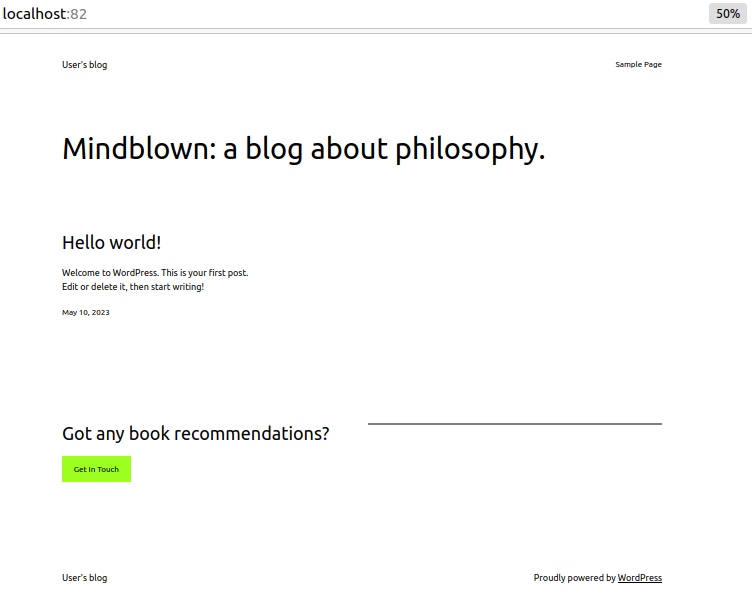 localhost:82
50%
User's blog
Sample Page
Mindblown: a blog about philosophy.
Hello world!
Welcome to WordPress. This is your first post.
Edit or delete it, then start writing!
May 10, 2023
Got any book recommendations?
Get In Touch
User's blog
Proudly powered by WordPress